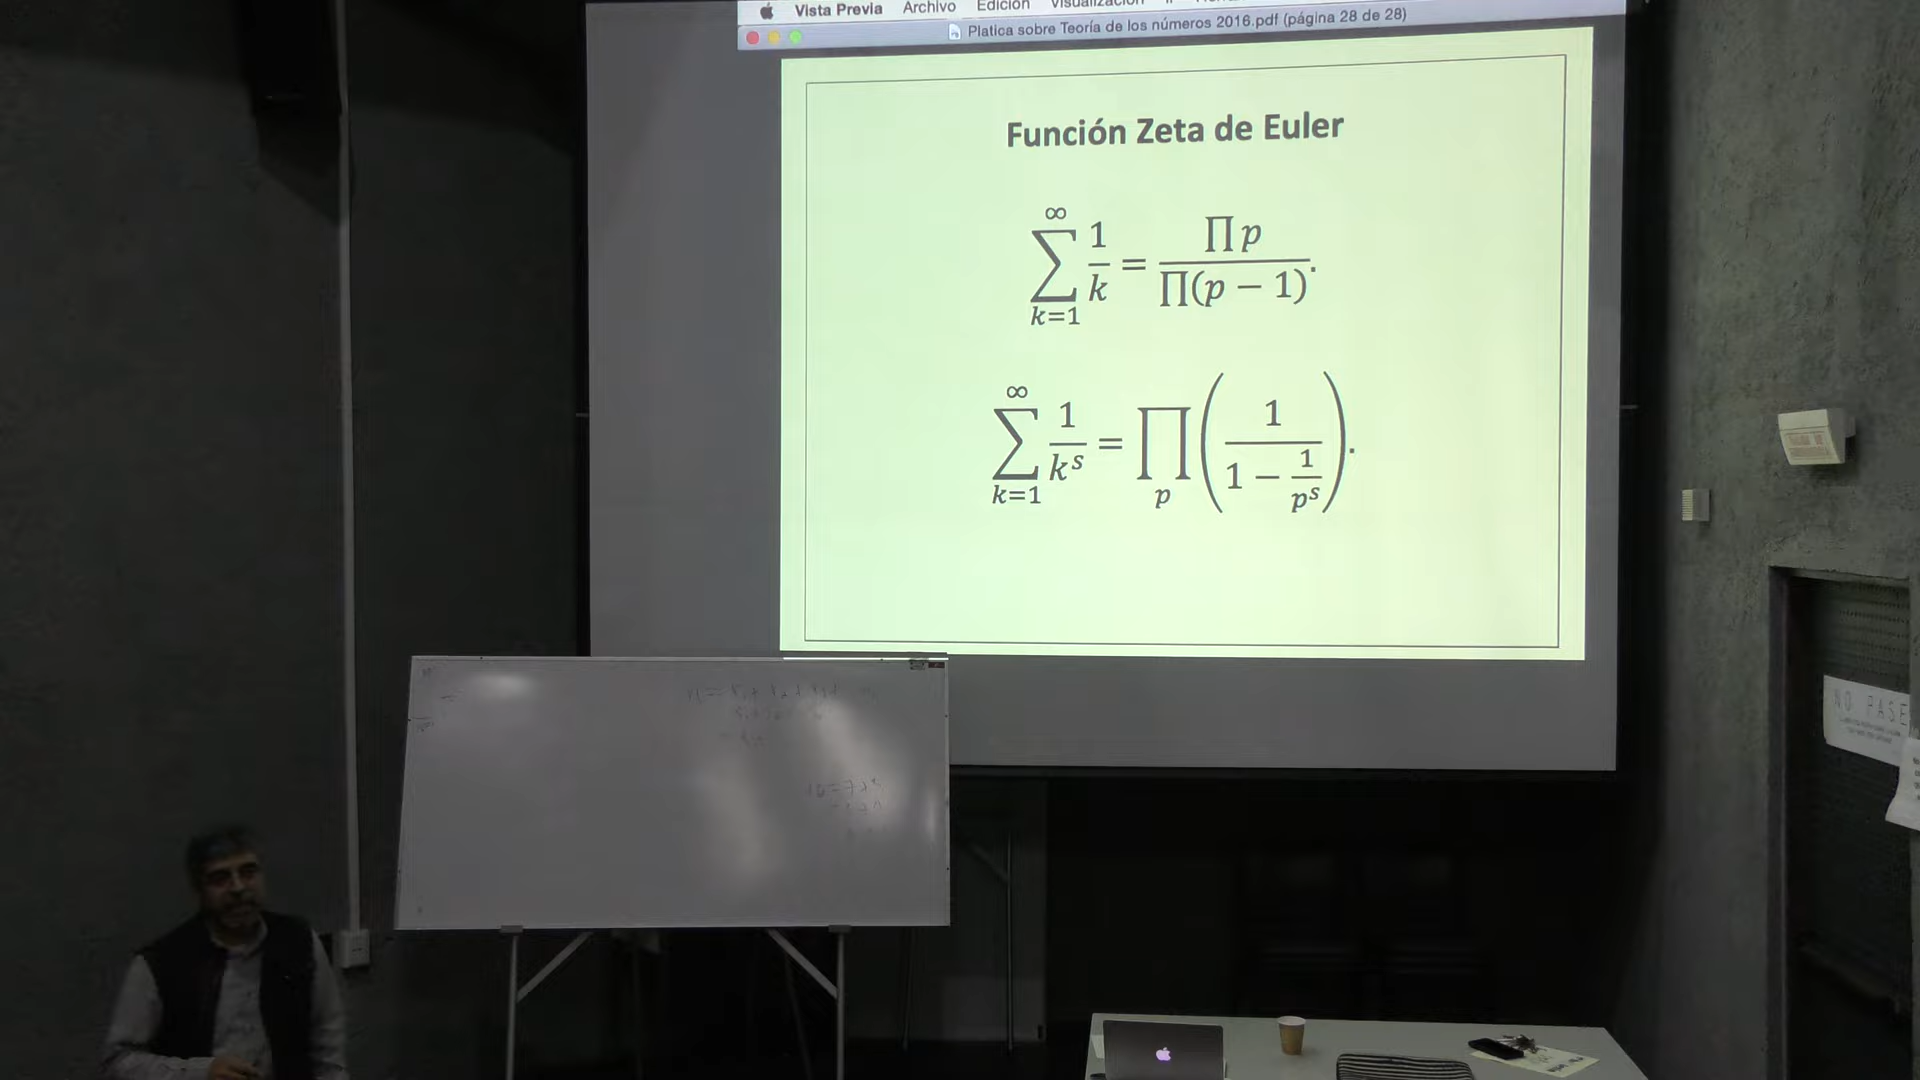 Vista Previa Archivo Edición Visualización Ir
Platica sobre Teoría de los números 2016.pdf (página 28 de 28)
Función Zeta de Euler
∑_{k=1}^{∞} 1/k = ∏p / ∏(p − 1).
∑_{k=1}^{∞} 1/k^s = ∏_p (1 / (1 − 1/p^s)).
NO PASE